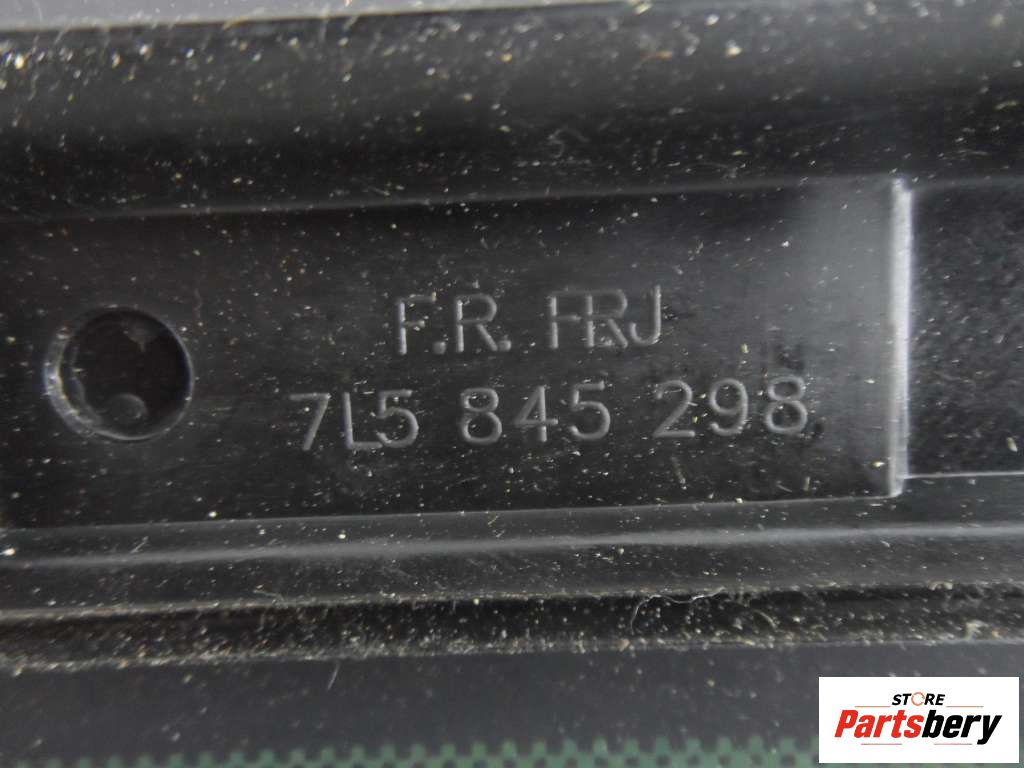 F.R. FRJ
7L5 845 298
STORE
Partsbery